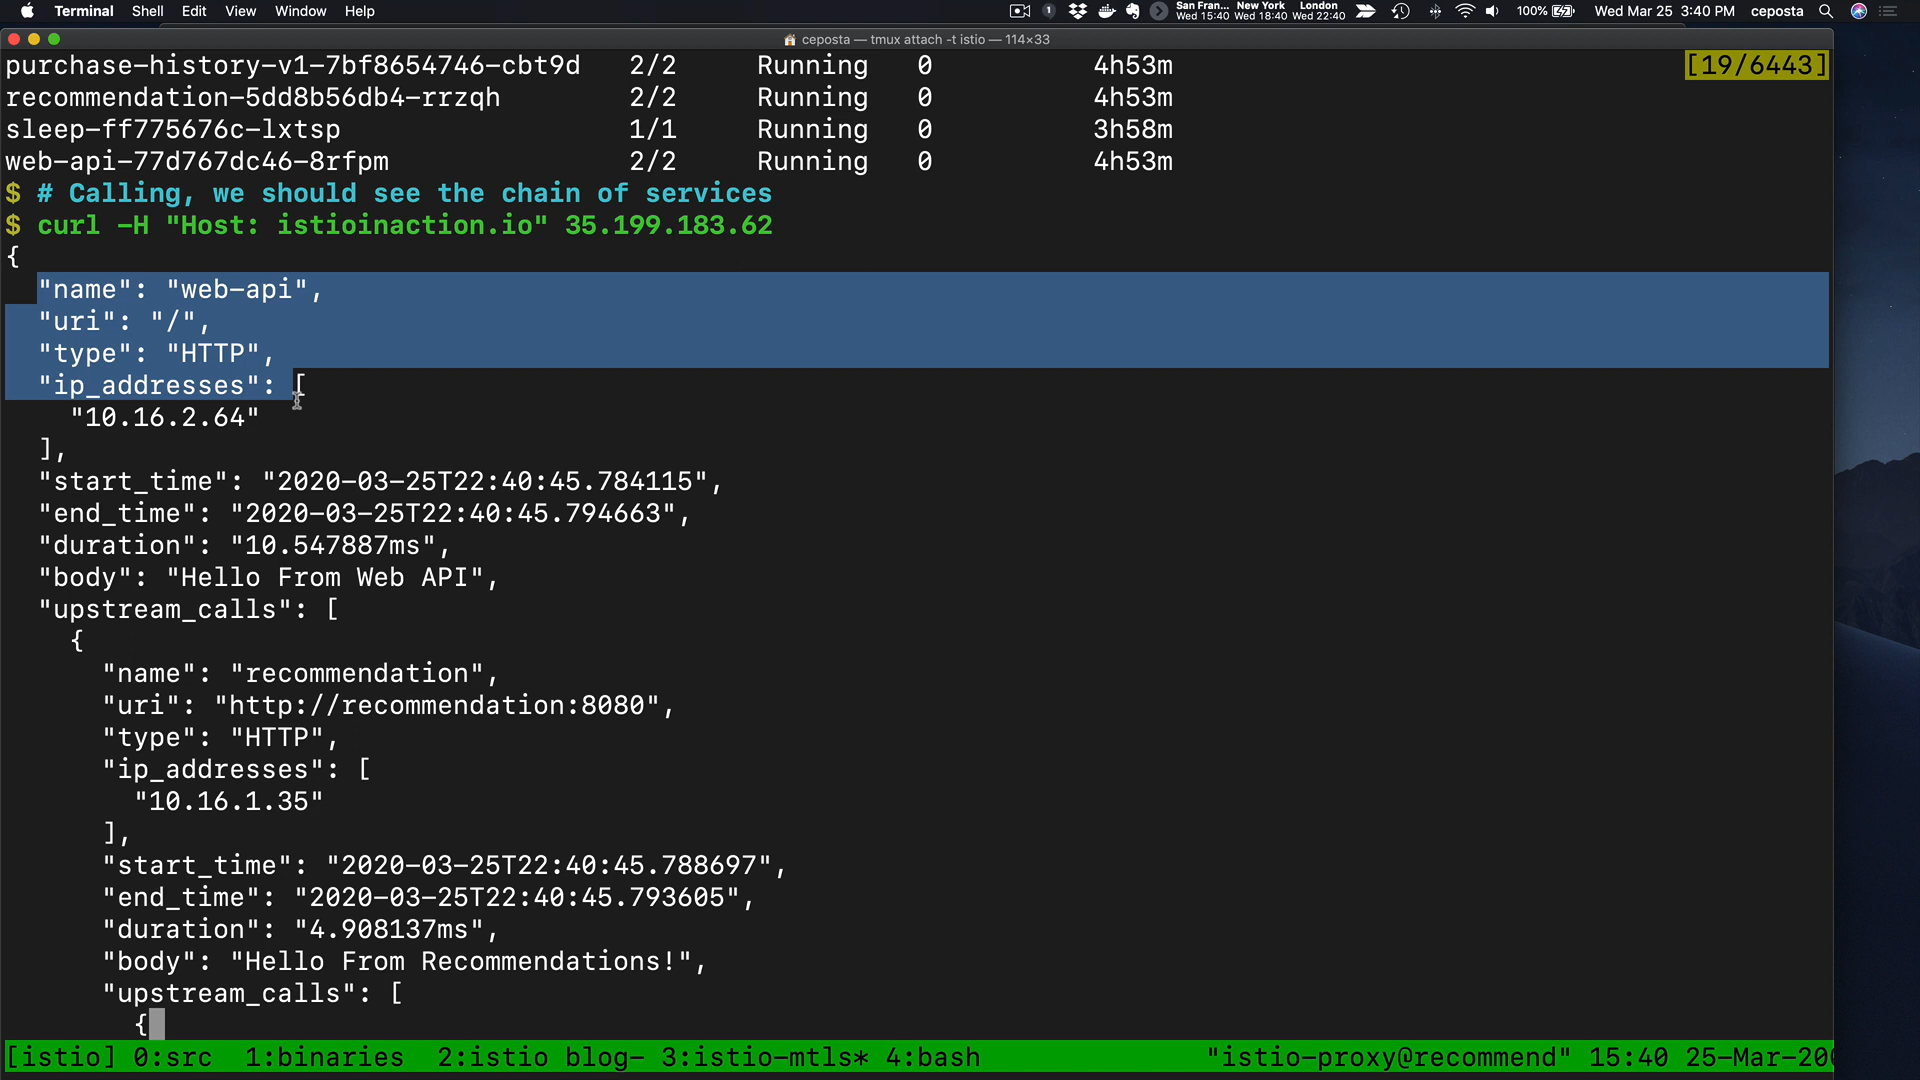 Terminal Shell Edit View Window Help 1 San Fran... New York London 100% Wed Mar 25 3:40 PM ceposta
Wed 15:40 Wed 18:40 Wed 22:40
ceposta — tmux attach -t istio — 114×33
purchase-history-v1-7bf8654746-cbt9d 2/2 Running 0 4h53m [19/6443]
recommendation-5dd8b56db4-rrzqh 2/2 Running 0 4h53m
sleep-ff775676c-lxtsp 1/1 Running 0 3h58m
web-api-77d767dc46-8rfpm 2/2 Running 0 4h53m
$ # Calling, we should see the chain of services
$ curl -H "Host: istioinaction.io" 35.199.183.62
{
"name": "web-api",
"uri": "/",
"type": "HTTP",
"ip_addresses": [
"10.16.2.64"
],
"start_time": "2020-03-25T22:40:45.784115",
"end_time": "2020-03-25T22:40:45.794663",
"duration": "10.547887ms",
"body": "Hello From Web API",
"upstream_calls": [
{
"name": "recommendation",
"uri": "http://recommendation:8080",
"type": "HTTP",
"ip_addresses": [
"10.16.1.35"
],
"start_time": "2020-03-25T22:40:45.788697",
"end_time": "2020-03-25T22:40:45.793605",
"duration": "4.908137ms",
"body": "Hello From Recommendations!",
"upstream_calls": [
{
[istio] 0:src 1:binaries 2:istio blog- 3:istio-mtls* 4:bash "istio-proxy@recommend" 15:40 25-Mar-20